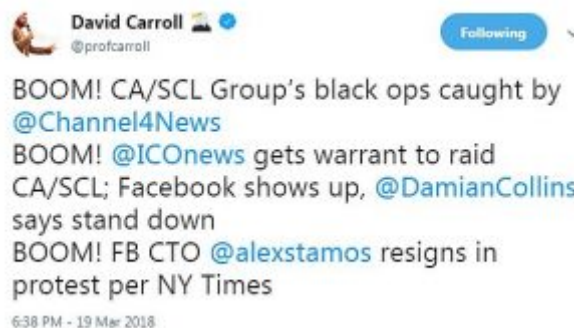 David Carroll
@profcarroll
Following
BOOM! CA/SCL Group's black ops caught by
@Channel4News
BOOM! @ICOnews gets warrant to raid
CA/SCL; Facebook shows up, @DamianCollins
says stand down
BOOM! FB CTO @alexstamos resigns in
protest per NY Times
6:38 PM - 19 Mar 2018